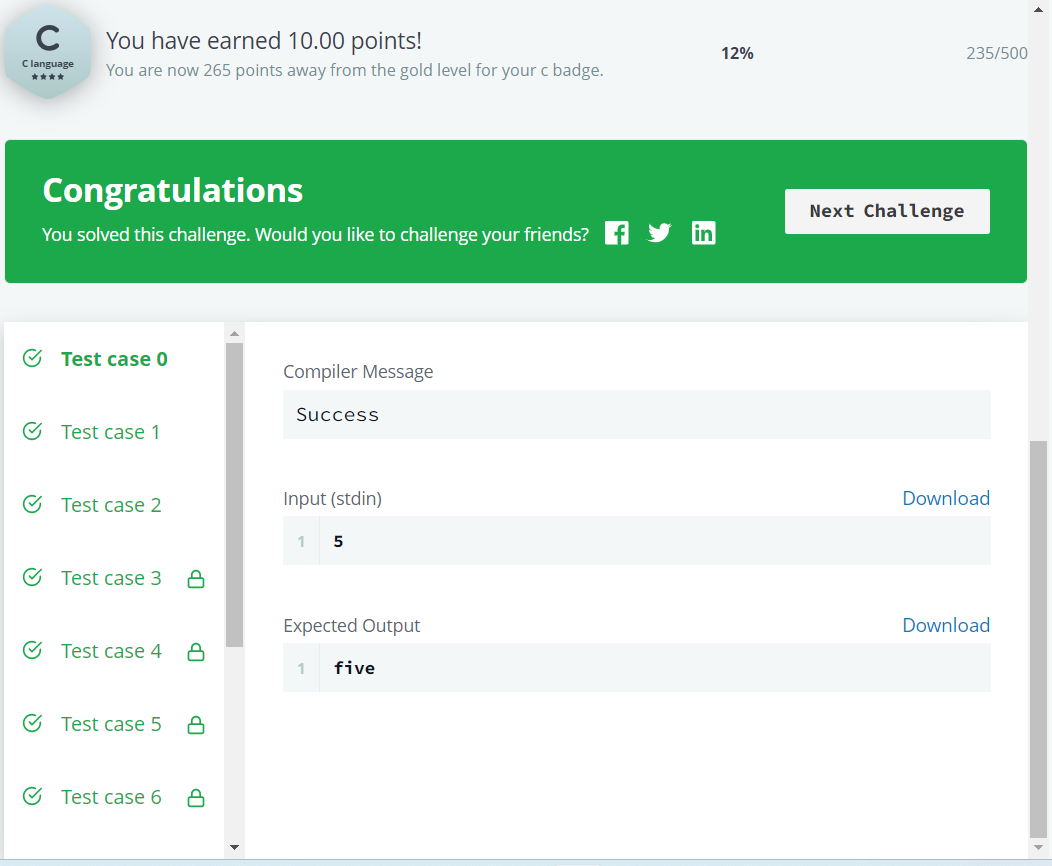 C
C language
★★★★
You have earned 10.00 points!
You are now 265 points away from the gold level for your c badge.
12%
235/500
Congratulations
You solved this challenge. Would you like to challenge your friends?
Next Challenge
Test case 0
Test case 1
Test case 2
Test case 3
Test case 4
Test case 5
Test case 6
Compiler Message
Success
Input (stdin)
Download
1 5
Expected Output
Download
1 five